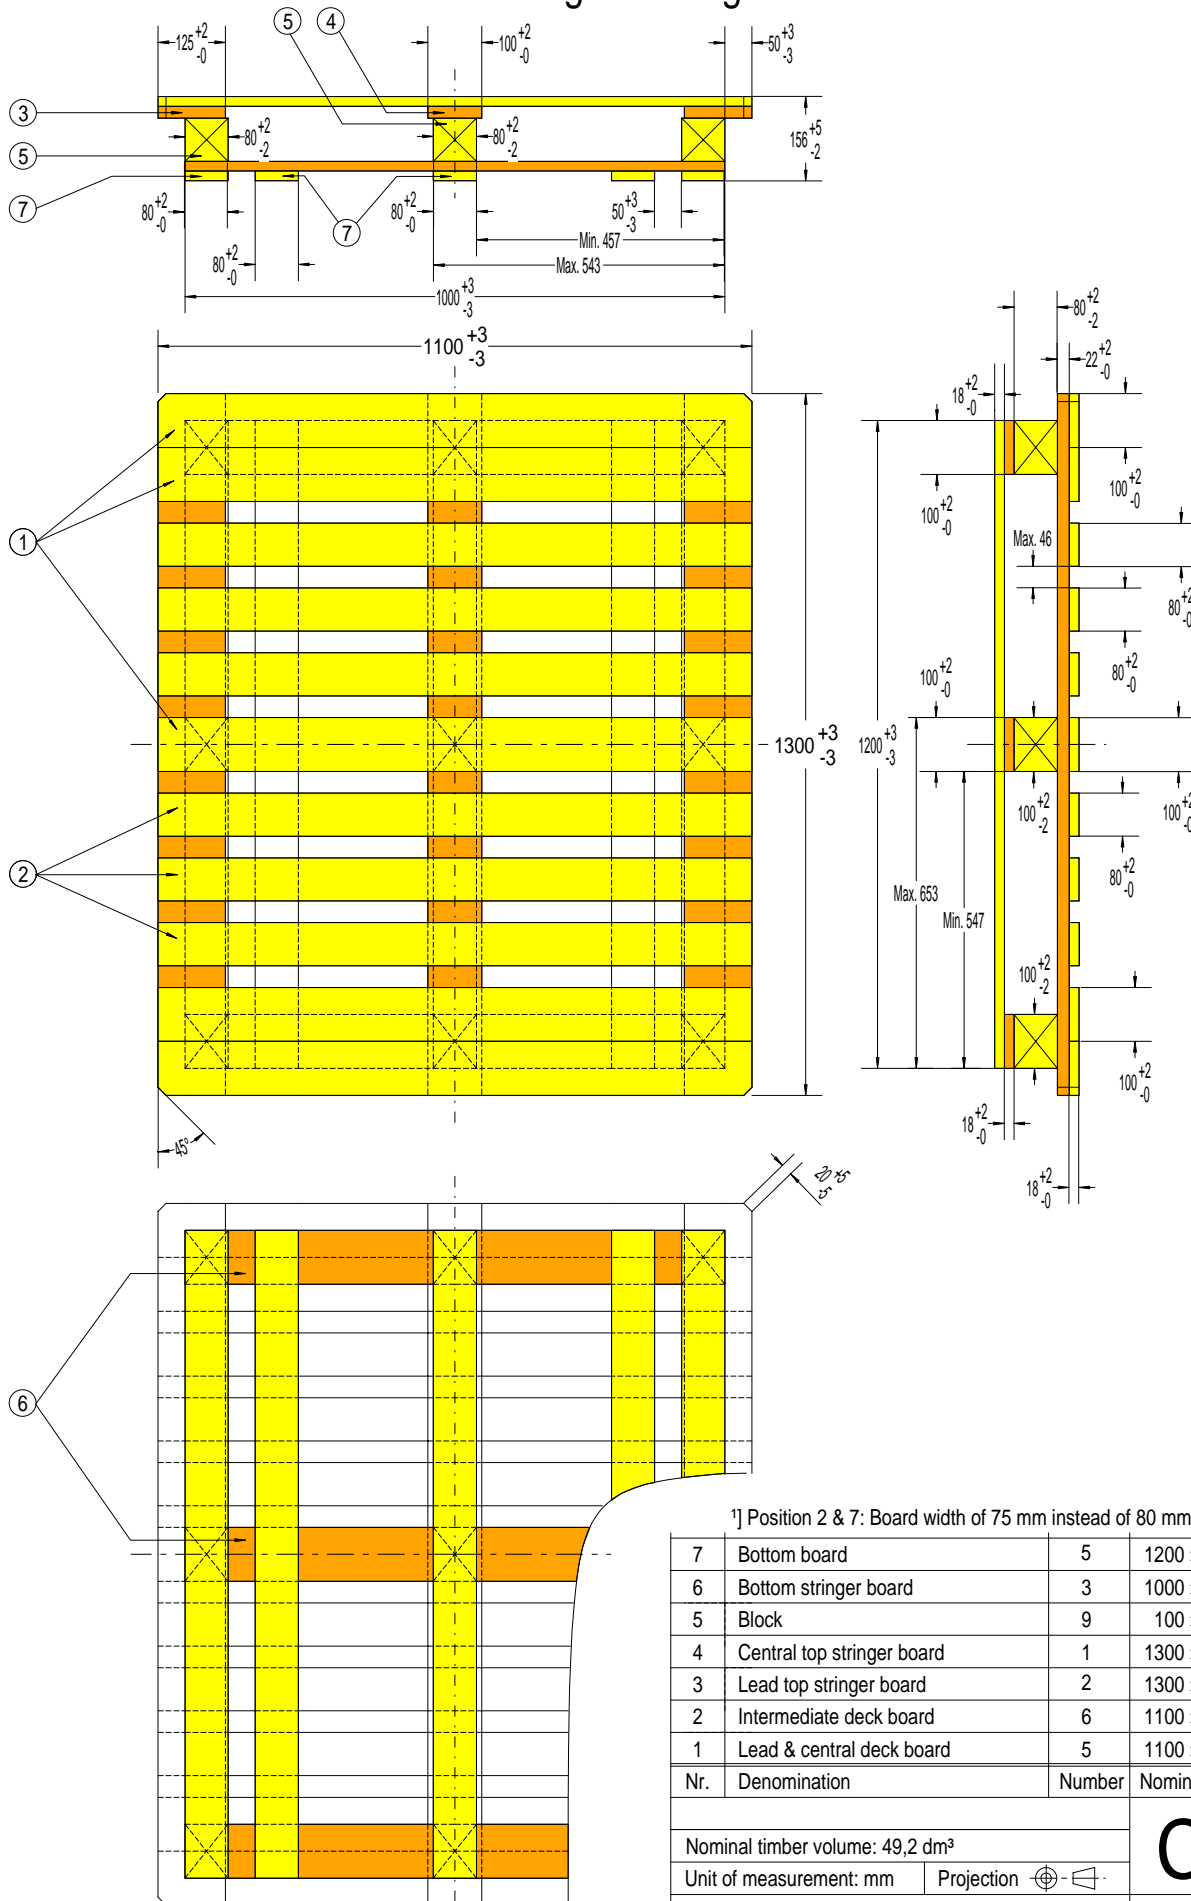 5 4
125 +2 -0 100 +2 -0 50 +3 -3
3
80 +2 -2 80 +2 -2 156 +5 -2
5
7
80 +2 -0 7 80 +2 -0 50 +3 -3
Min. 457
80 +2 -0 Max. 543
1000 +3 -3
80 +2 -2
1100 +3 -3
22 +2 -0
18 +2 -0
100 +2 -0
100 +2 -0
1
Max. 46
80 +2 -0
80 +2 -0
100 +2 -0
1300 +3 -3 1200 +3 -3
100 +2 -2 100 +2 -0
2
80 +2 -0
Max. 653
Min. 547
100 +2 -2
100 +2 -0
18 +2 -0
45°
20 +5 -5
18 +2 -0
6
¹] Position 2 & 7: Board width of 75 mm instead of 80 mm
7 Bottom board 5 1200
6 Bottom stringer board 3 1000
5 Block 9 100
4 Central top stringer board 1 1300
3 Lead top stringer board 2 1300
2 Intermediate deck board 6 1100
1 Lead & central deck board 5 1100
Nr. Denomination Number Nomin
Nominal timber volume: 49,2 dm³
Unit of measurement: mm Projection